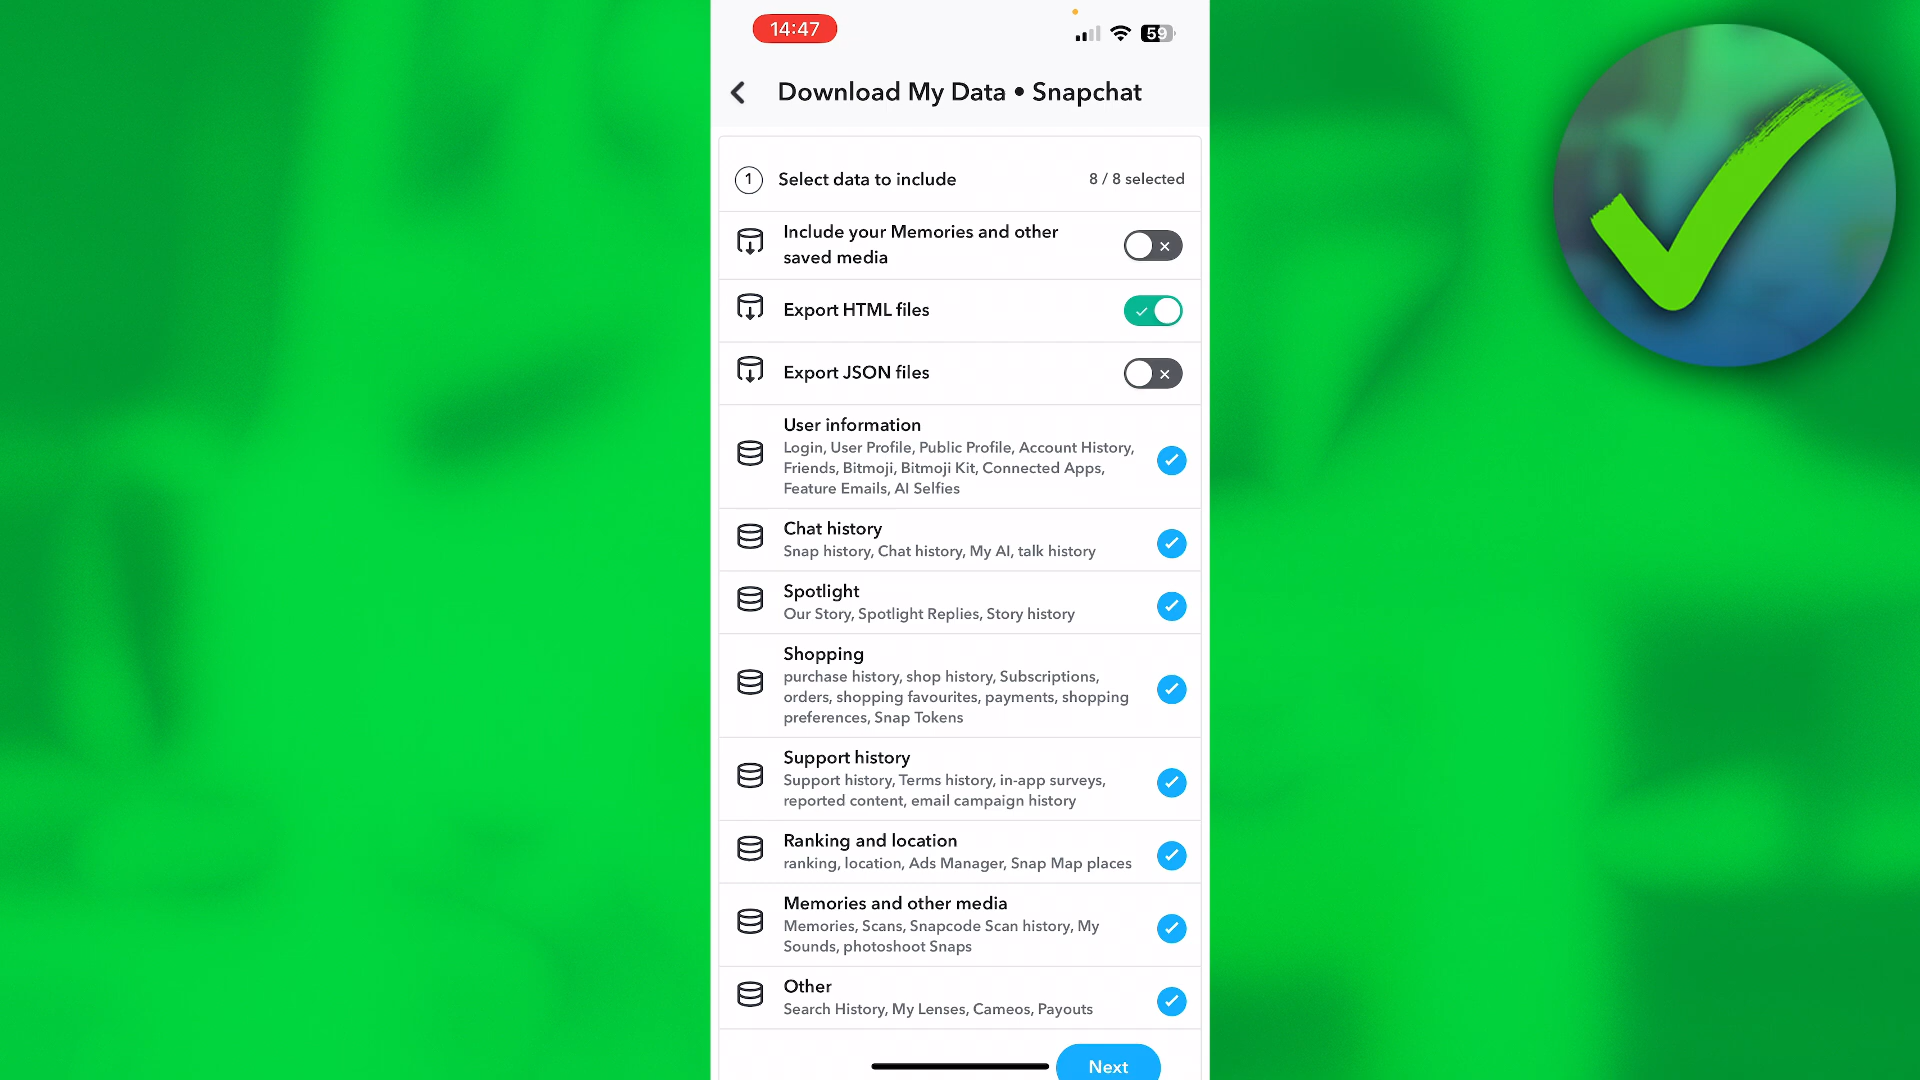 14:47
59
Download My Data • Snapchat
1 Select data to include 8 / 8 selected
Include your Memories and other
saved media
Export HTML files
Export JSON files
User information
Login, User Profile, Public Profile, Account History,
Friends, Bitmoji, Bitmoji Kit, Connected Apps,
Feature Emails, AI Selfies
Chat history
Snap history, Chat history, My AI, talk history
Spotlight
Our Story, Spotlight Replies, Story history
Shopping
purchase history, shop history, Subscriptions,
orders, shopping favourites, payments, shopping
preferences, Snap Tokens
Support history
Support history, Terms history, in-app surveys,
reported content, email campaign history
Ranking and location
ranking, location, Ads Manager, Snap Map places
Memories and other media
Memories, Scans, Snapcode Scan history, My
Sounds, photoshoot Snaps
Other
Search History, My Lenses, Cameos, Payouts
Next